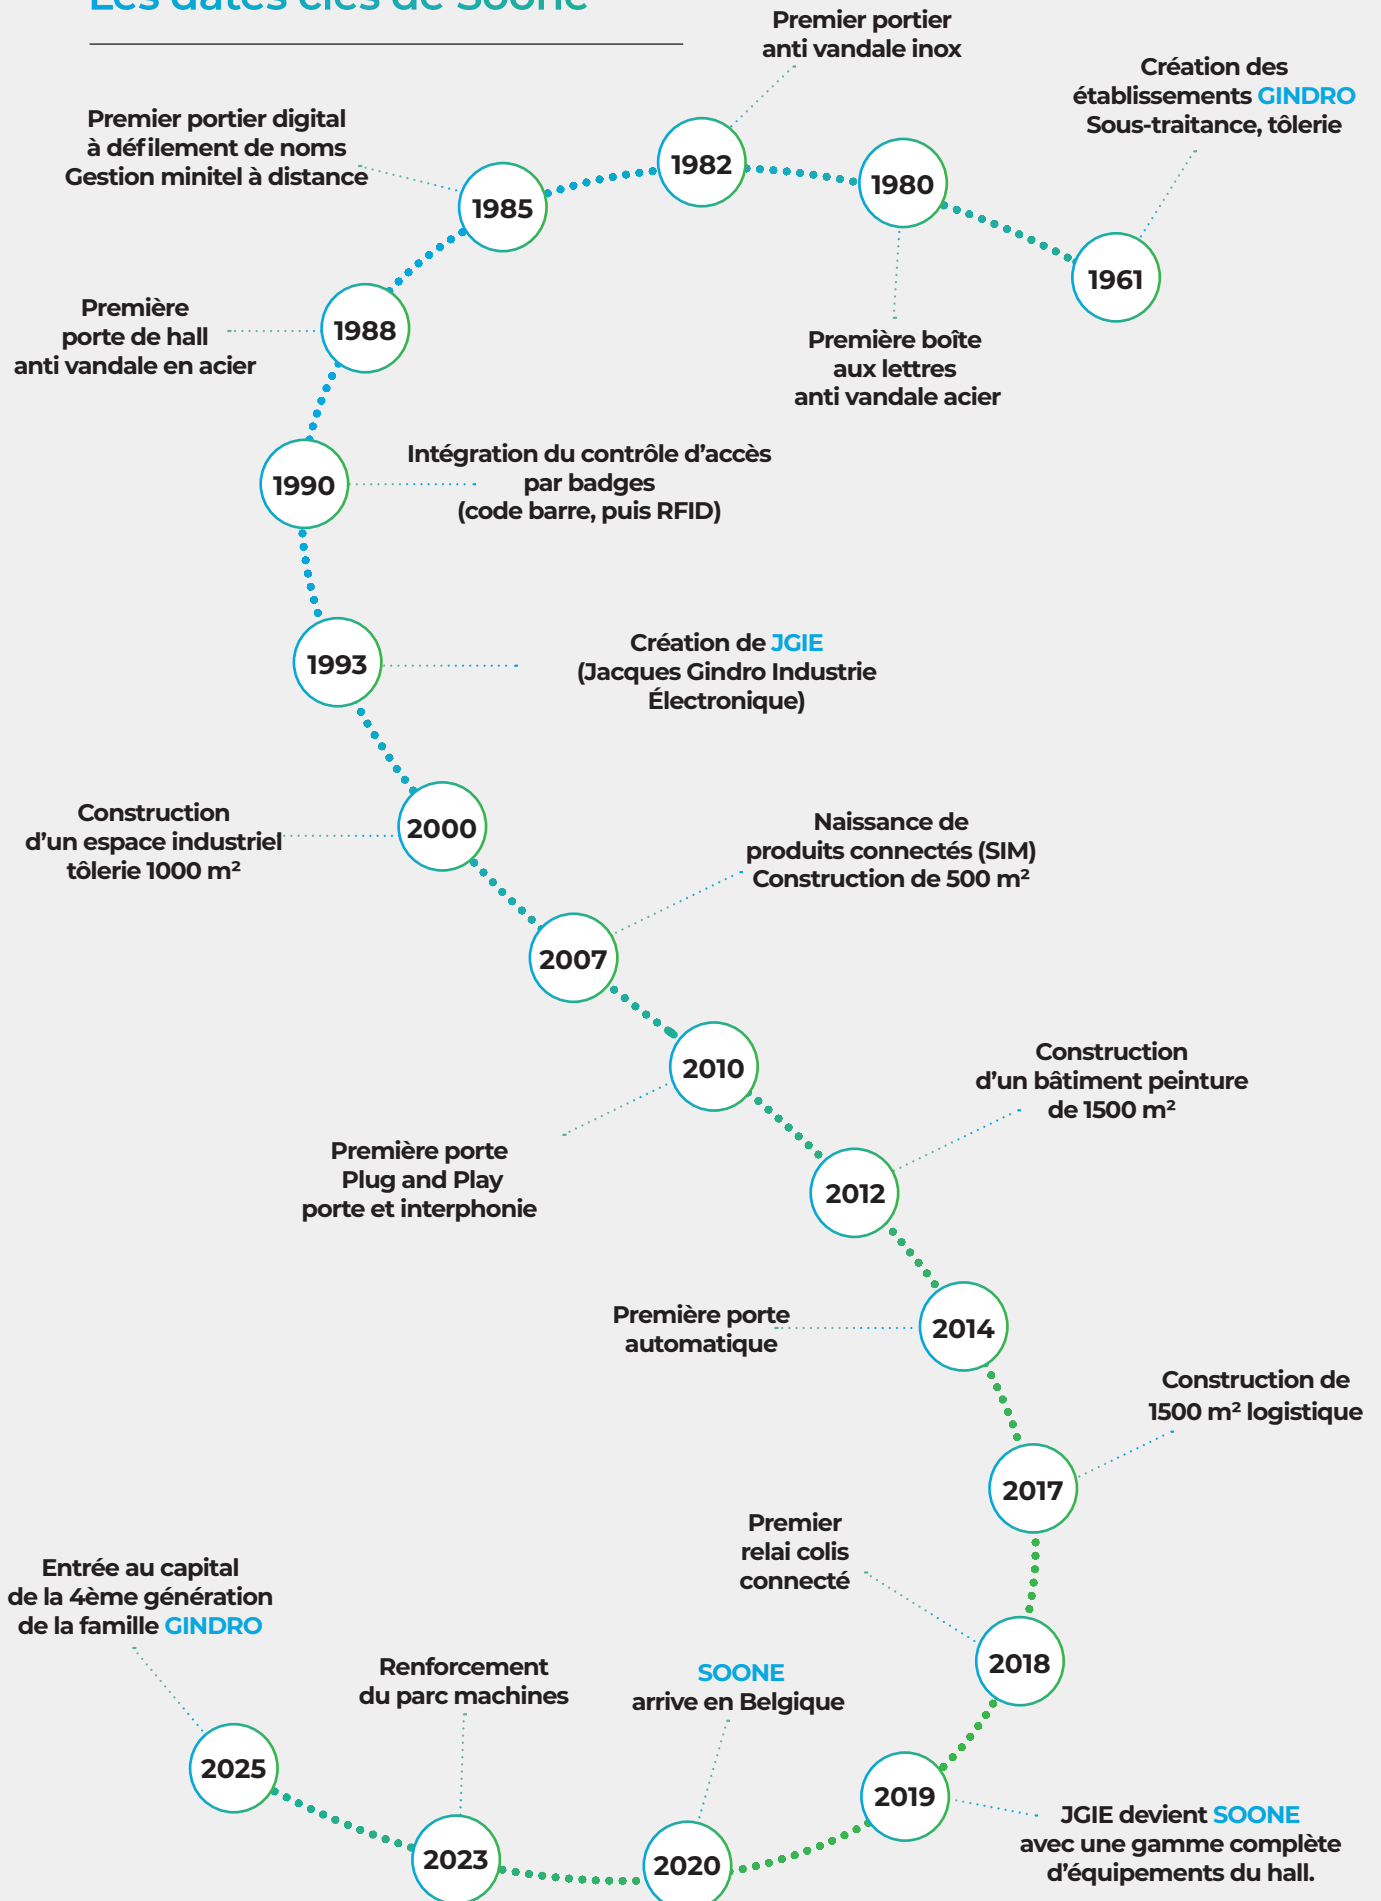 Les dates clés de Soone
Premier portier
anti vandale inox
Création des
établissements GINDRO
Sous-traitance, tôlerie
Premier portier digital
à défilement de noms
Gestion minitel à distance
1982
1980
1985
1961
Première
porte de hall
anti vandale en acier
1988
Première boîte
aux lettres
anti vandale acier
1990
Intégration du contrôle d’accès
par badges
(code barre, puis RFID)
1993
Création de JGIE
(Jacques Gindro Industrie
Électronique)
Construction
d’un espace industriel
tôlerie 1000 m²
2000
Naissance de
produits connectés (SIM)
Construction de 500 m²
2007
2010
Construction
d’un bâtiment peinture
de 1500 m²
Première porte
Plug and Play
porte et interphonie
2012
Première porte
automatique
2014
Construction de
1500 m² logistique
2017
Premier
relai colis
connecté
2018
Entrée au capital
de la 4ème génération
de la famille GINDRO
Renforcement
du parc machines
SOONE
arrive en Belgique
2025
2019
JGIE devient SOONE
avec une gamme complète
d’équipements du hall.
2023
2020